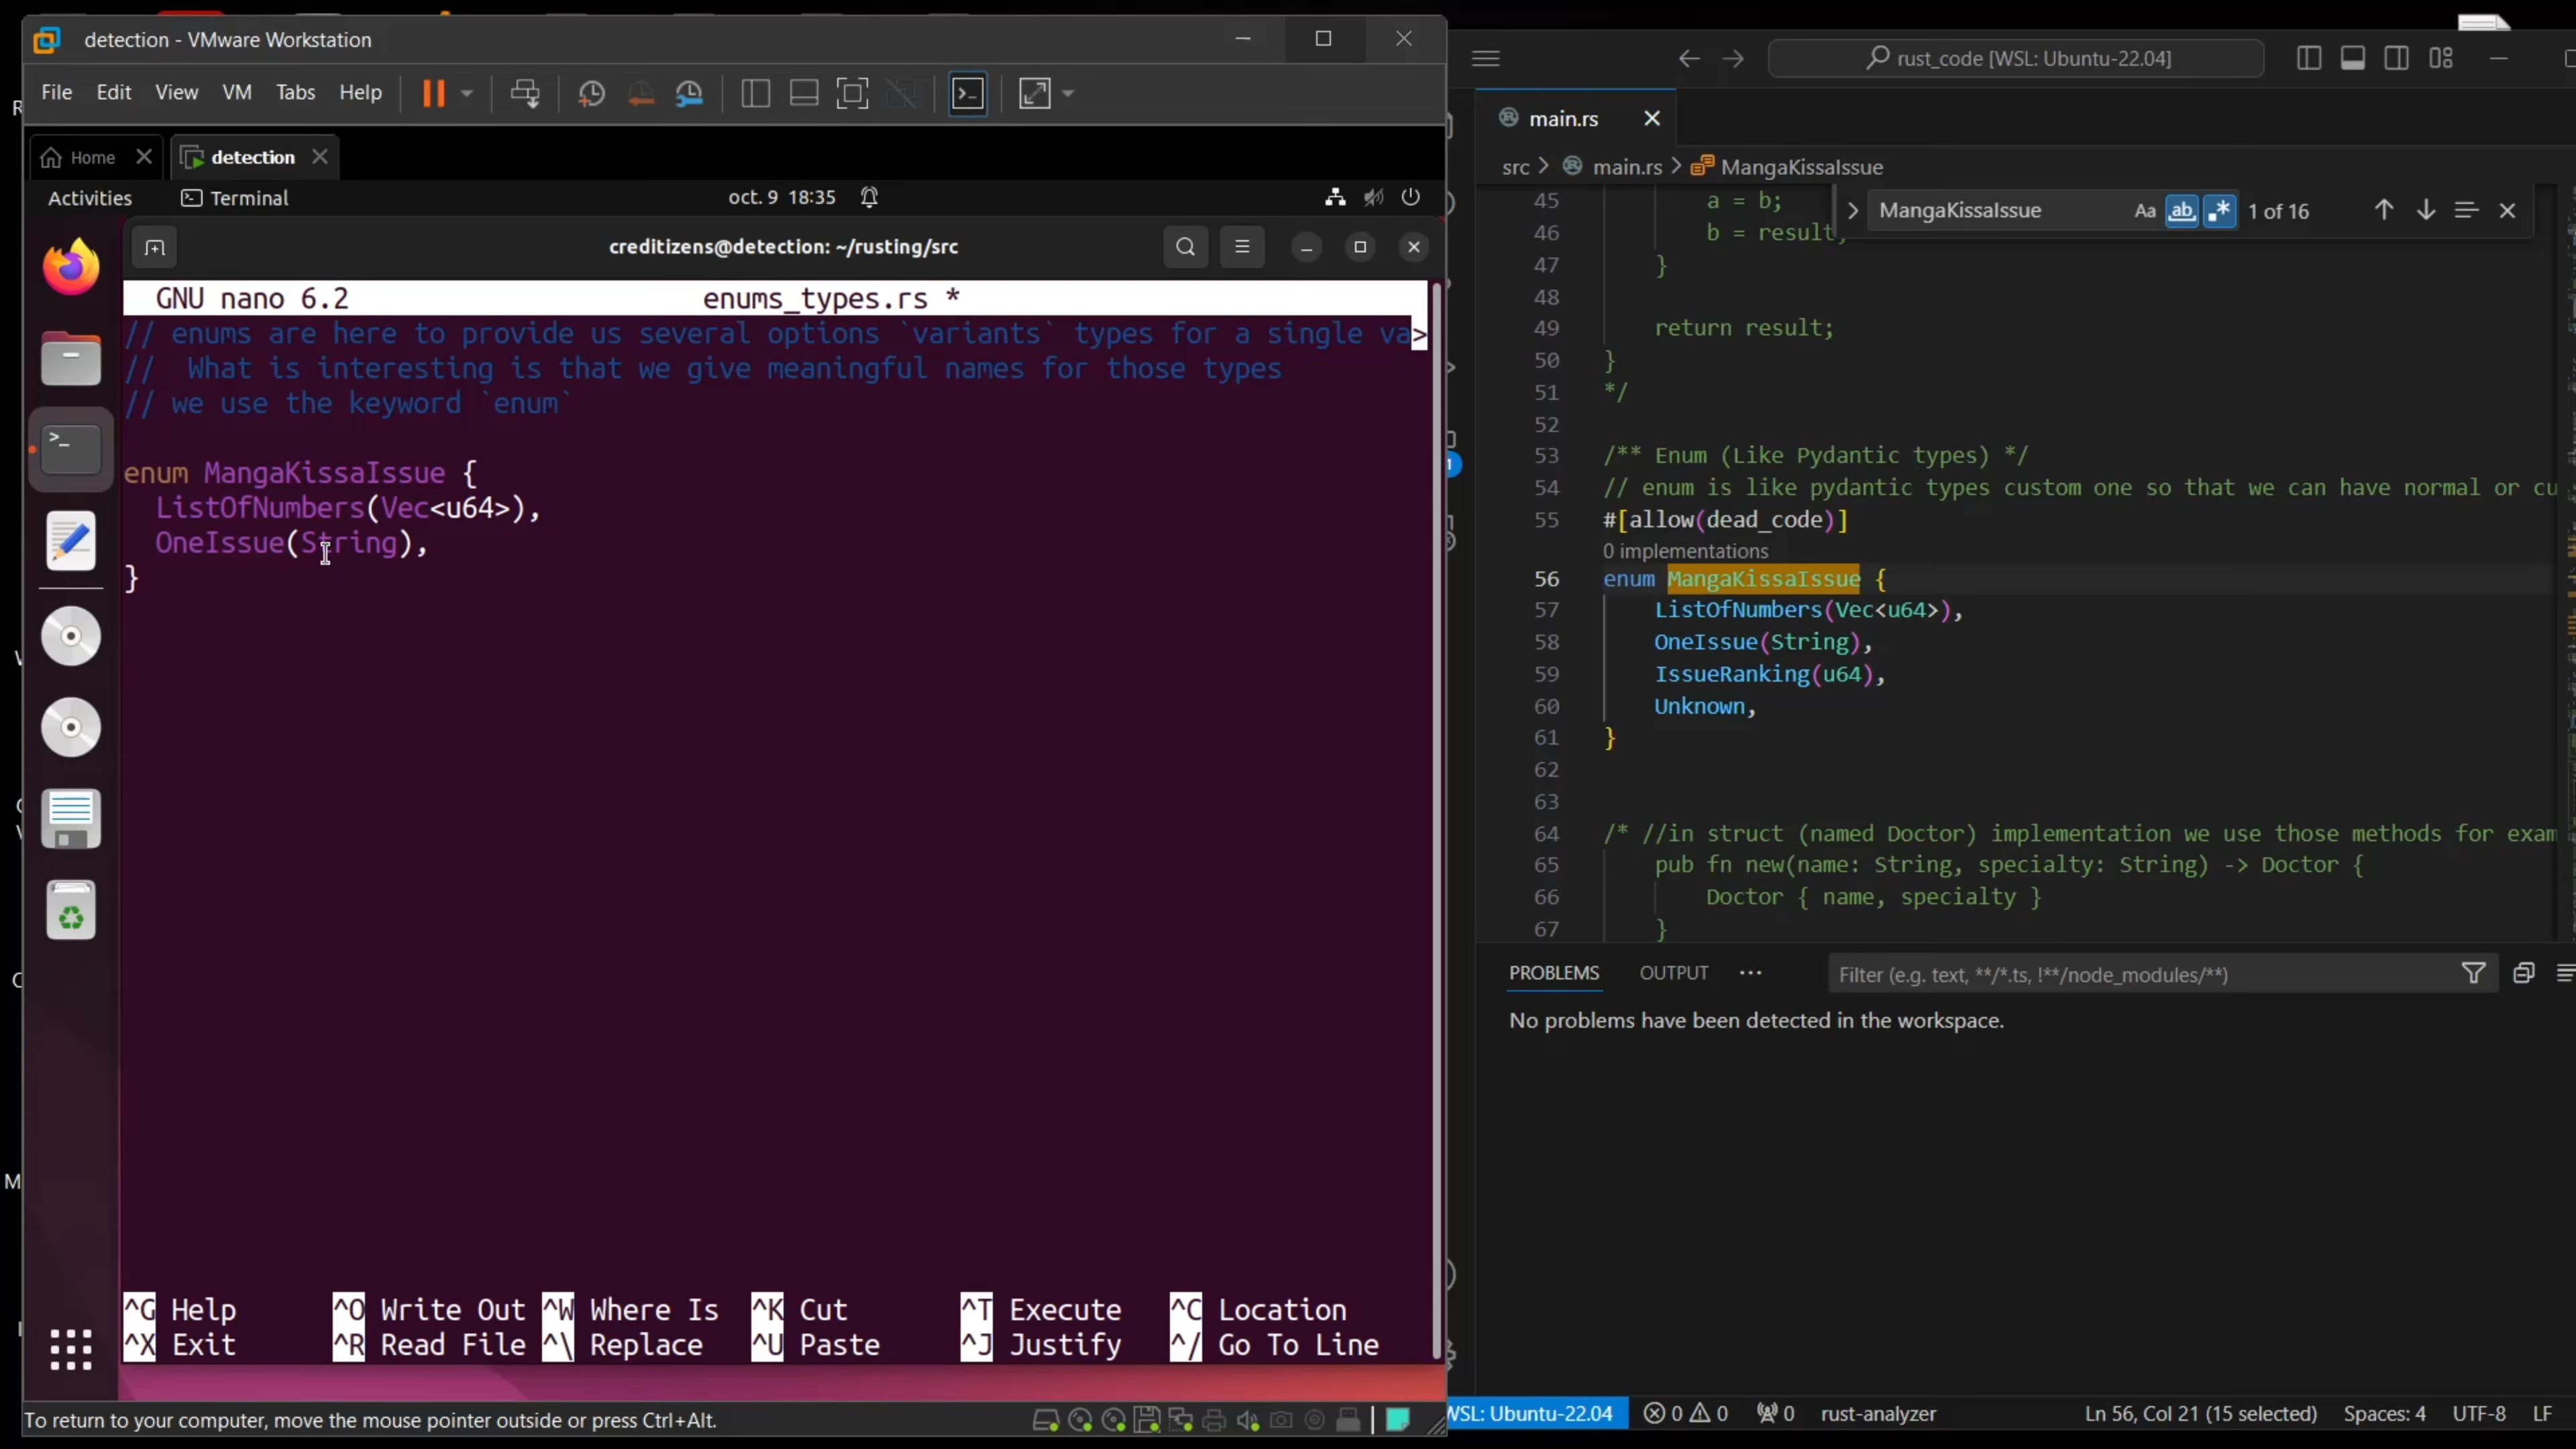 detection - VMware Workstation
File Edit View VM Tabs Help
Home
detection
Activities
Terminal
oct. 9 18:35
creditizens@detection: ~/rusting/src
GNU nano 6.2 enums_types.rs *
// enums are here to provide us several options `variants` types for a single va>
//  What is interesting is that we give meaningful names for those types
// we use the keyword `enum`
enum MangaKissaIssue {
  ListOfNumbers(Vec<u64>),
  OneIssue(String),
}
^G Help ^O Write Out ^W Where Is ^K Cut ^T Execute ^C Location
^X Exit ^R Read File ^\ Replace ^U Paste ^J Justify ^/ Go To Line
To return to your computer, move the mouse pointer outside or press Ctrl+Alt.
rust_code [WSL: Ubuntu-22.04]
main.rs
src > main.rs > MangaKissaIssue
MangaKissaIssue Aa ab 1 of 16
45 a = b;
46 b = result;
47 }
48
49 return result;
50 }
51 */
52
53 /** Enum (Like Pydantic types) */
54 // enum is like pydantic types custom one so that we can have normal or cu
55 #[allow(dead_code)]
0 implementations
56 enum MangaKissaIssue {
57 ListOfNumbers(Vec<u64>),
58 OneIssue(String),
59 IssueRanking(u64),
60 Unknown,
61 }
62
63
64 /* //in struct (named Doctor) implementation we use those methods for exam
65 pub fn new(name: String, specialty: String) -> Doctor {
66 Doctor { name, specialty }
67 }
PROBLEMS OUTPUT ...
Filter (e.g. text, **/*.ts, !**/node_modules/**)
No problems have been detected in the workspace.
WSL: Ubuntu-22.04 0 0 0 rust-analyzer Ln 56, Col 21 (15 selected) Spaces: 4 UTF-8 LF